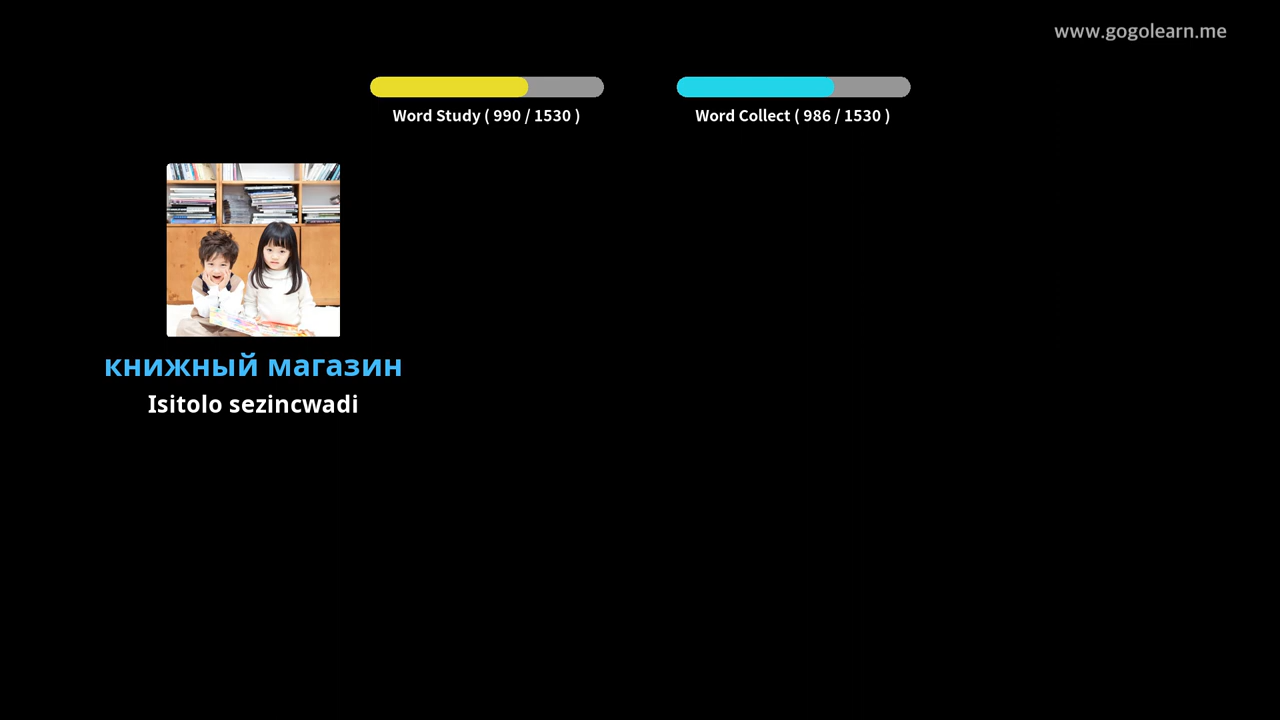 www.gogolearn.me
Word Study ( 990 / 1530 )
Word Collect ( 986 / 1530 )
книжный магазин
Isitolo sezincwadi